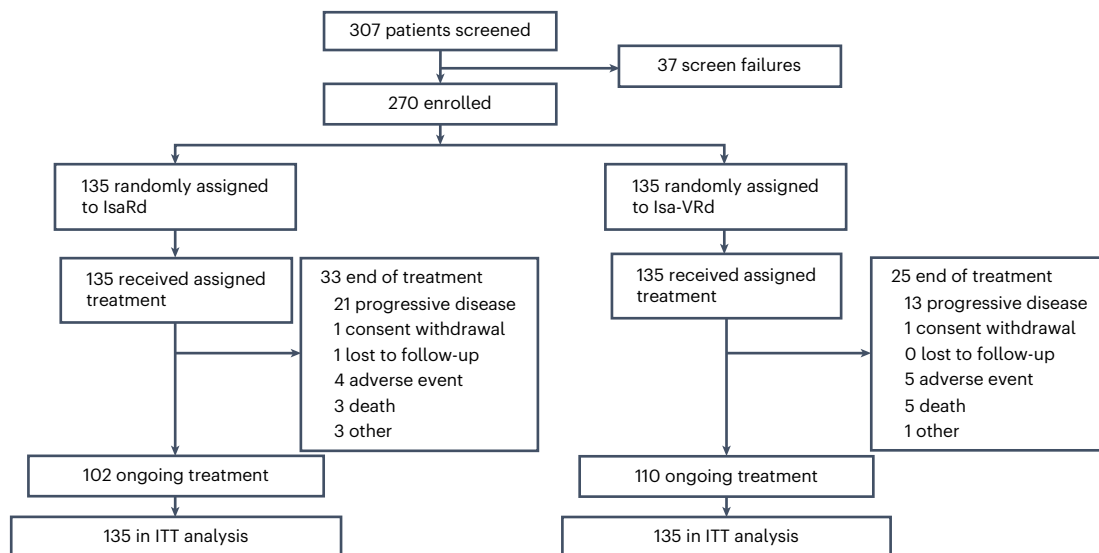 307 patients screened
37 screen failures
270 enrolled
135 randomly assigned
to IsaRd
135 randomly assigned
to Isa-VRd
135 received assigned
treatment
33 end of treatment
21 progressive disease
1 consent withdrawal
1 lost to follow-up
4 adverse event
3 death
3 other
135 received assigned
treatment
25 end of treatment
13 progressive disease
1 consent withdrawal
0 lost to follow-up
5 adverse event
5 death
1 other
102 ongoing treatment
110 ongoing treatment
135 in ITT analysis
135 in ITT analysis